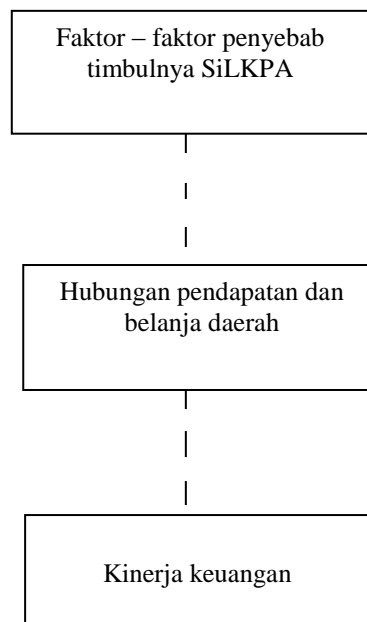 Faktor – faktor penyebab
timbulnya SiLKPA
Hubungan pendapatan dan
belanja daerah
Kinerja keuangan